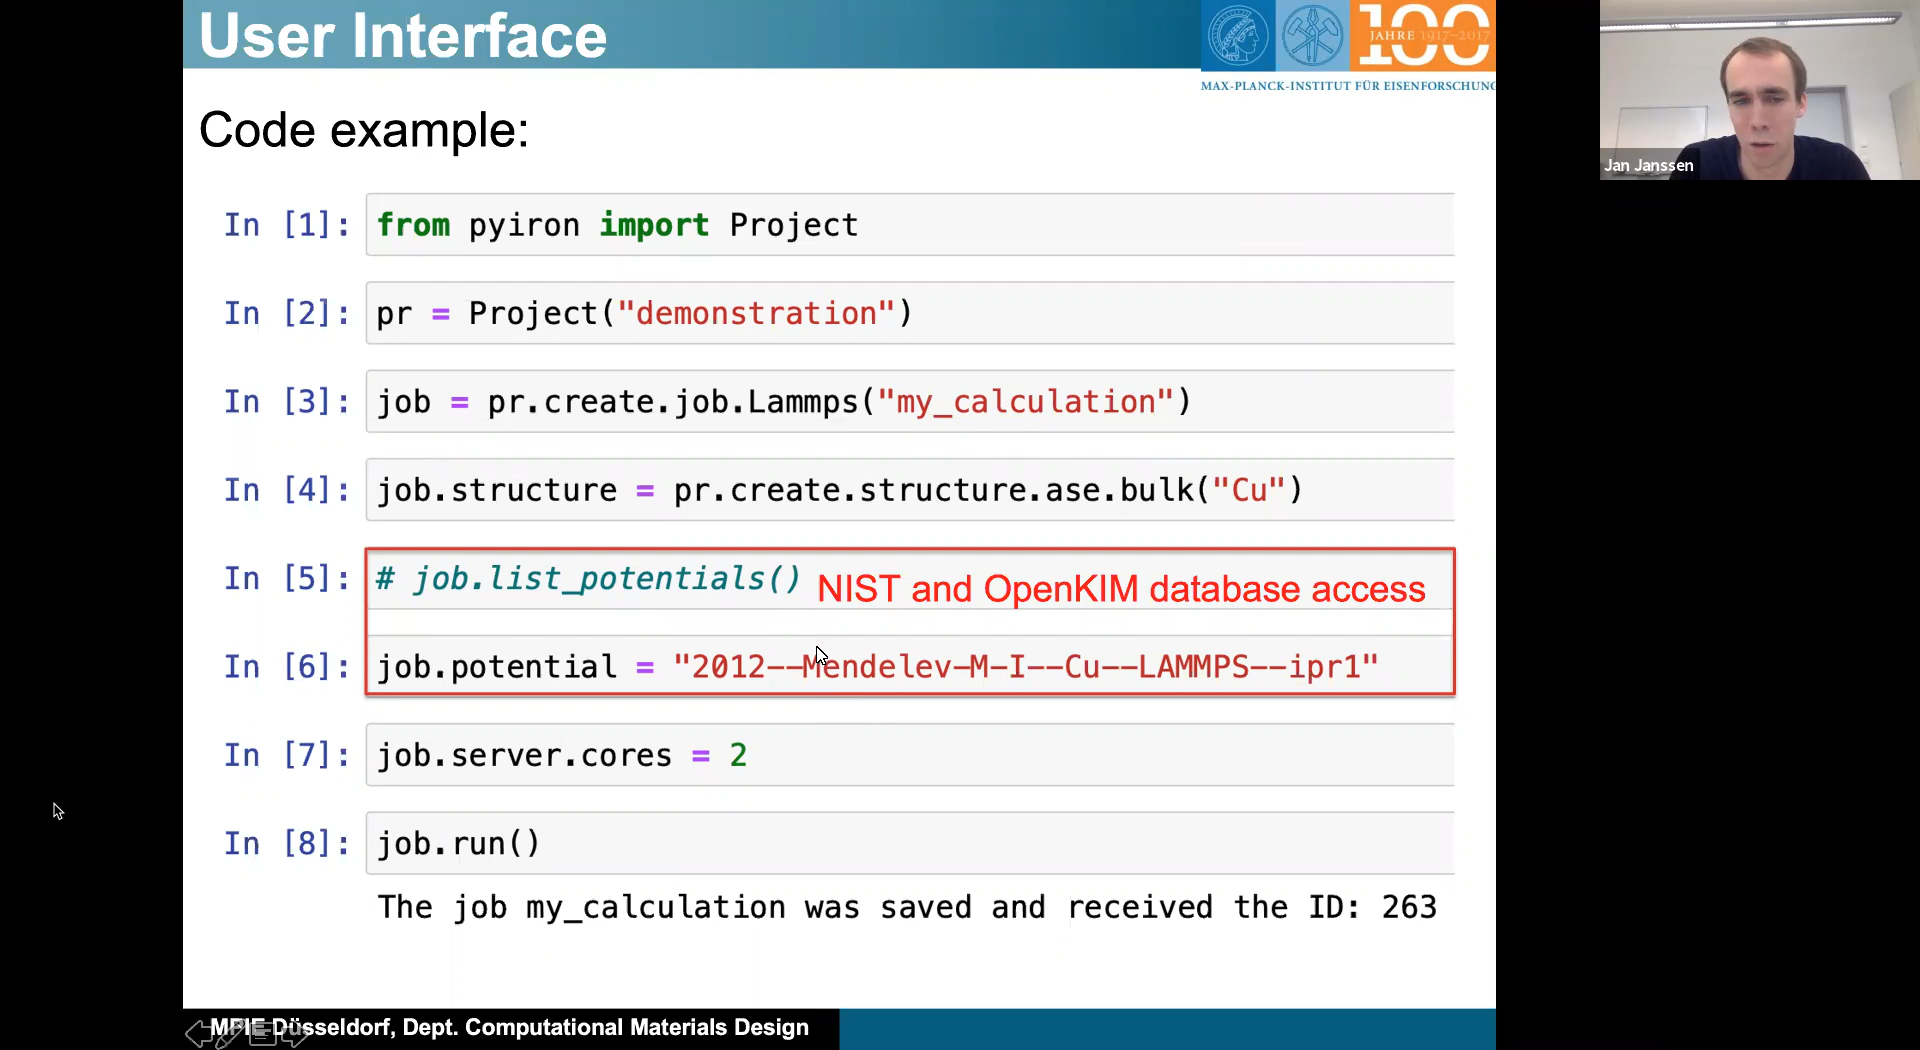 User Interface
100
JAHRE 1917–2017
MAX-PLANCK-INSTITUT FÜR EISENFORSCHUNG
Jan Janssen
Code example:
In [1]: from pyiron import Project
In [2]: pr = Project("demonstration")
In [3]: job = pr.create.job.Lammps("my_calculation")
In [4]: job.structure = pr.create.structure.ase.bulk("Cu")
In [5]: # job.list_potentials() NIST and OpenKIM database access
In [6]: job.potential = "2012--Mendelev-M-I--Cu--LAMMPS--ipr1"
In [7]: job.server.cores = 2
In [8]: job.run()
The job my_calculation was saved and received the ID: 263
MPIE Düsseldorf, Dept. Computational Materials Design